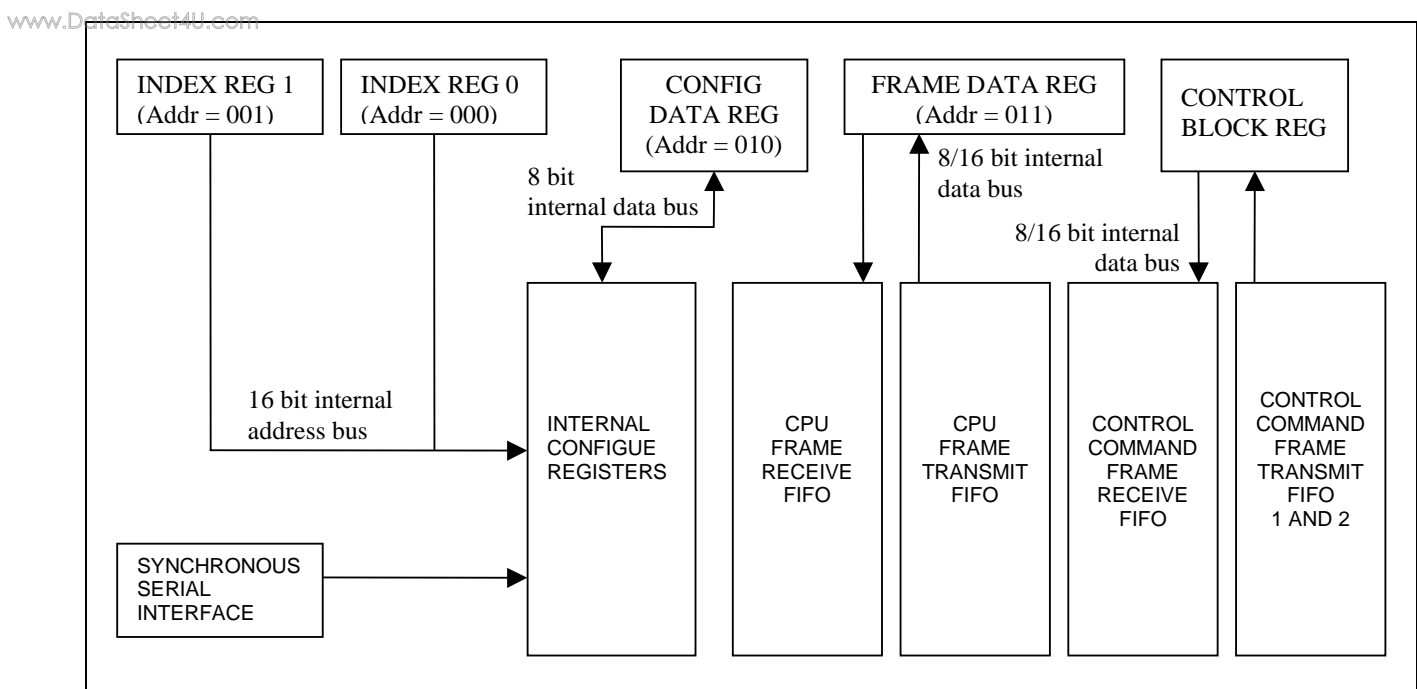 www.DataSheet4U.com
INDEX REG 1
(Addr = 001)
INDEX REG 0
(Addr = 000)
CONFIG
DATA REG
(Addr = 010)
FRAME DATA REG
(Addr = 011)
CONTROL
BLOCK REG
8 bit
internal data bus
8/16 bit internal
data bus
8/16 bit internal
data bus
16 bit internal
address bus
INTERNAL
CONFIGUE
REGISTERS
CPU
FRAME
RECEIVE
FIFO
CPU
FRAME
TRANSMIT
FIFO
CONTROL
COMMAND
FRAME
RECEIVE
FIFO
CONTROL
COMMAND
FRAME
TRANSMIT
FIFO
1 AND 2
SYNCHRONOUS
SERIAL
INTERFACE